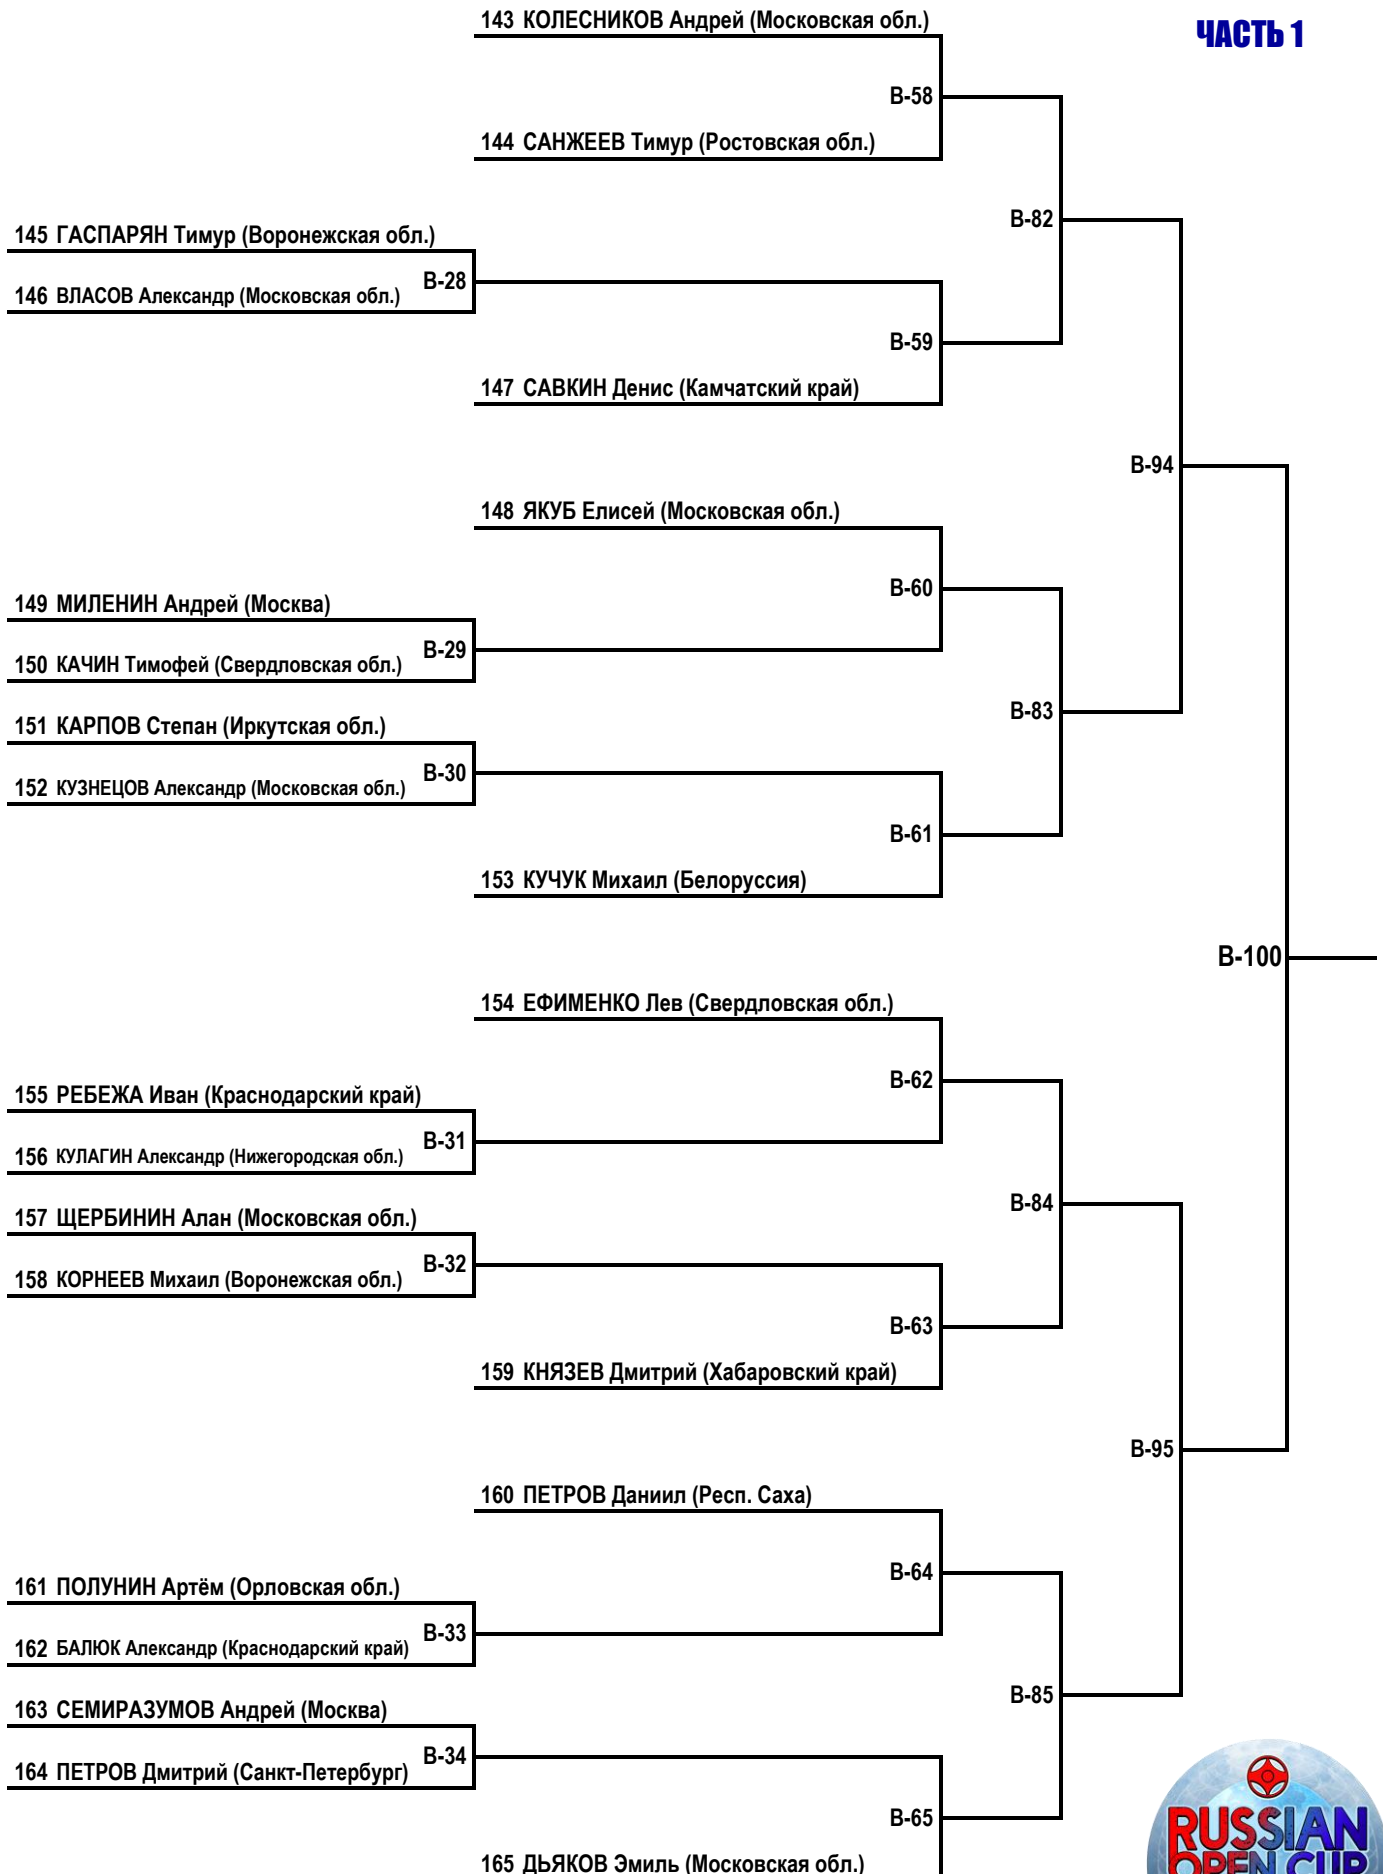 143 КОЛЕСНИКОВ Андрей (Московская обл.)
ЧАСТЬ 1
В-58
144 САНЖЕЕВ Тимур (Ростовская обл.)
В-82
145 ГАСПАРЯН Тимур (Воронежская обл.)
В-28
146 ВЛАСОВ Александр (Московская обл.)
В-59
147 САВКИН Денис (Камчатский край)
В-94
148 ЯКУБ Елисей (Московская обл.)
В-60
149 МИЛЕНИН Андрей (Москва)
В-29
150 КАЧИН Тимофей (Свердловская обл.)
В-83
151 КАРПОВ Степан (Иркутская обл.)
В-30
152 КУЗНЕЦОВ Александр (Московская обл.)
В-61
153 КУЧУК Михаил (Белоруссия)
В-100
154 ЕФИМЕНКО Лев (Свердловская обл.)
В-62
155 РЕБЕЖА Иван (Краснодарский край)
В-31
156 КУЛАГИН Александр (Нижегородская обл.)
В-84
157 ЩЕРБИНИН Алан (Московская обл.)
В-32
158 КОРНЕЕВ Михаил (Воронежская обл.)
В-63
159 КНЯЗЕВ Дмитрий (Хабаровский край)
В-95
160 ПЕТРОВ Даниил (Респ. Саха)
В-64
161 ПОЛУНИН Артём (Орловская обл.)
В-33
162 БАЛЮК Александр (Краснодарский край)
В-85
163 СЕМИРАЗУМОВ Андрей (Москва)
В-34
164 ПЕТРОВ Дмитрий (Санкт-Петербург)
В-65
165 ДЬЯКОВ Эмиль (Московская обл.)
RUSSIAN
OPEN CUP